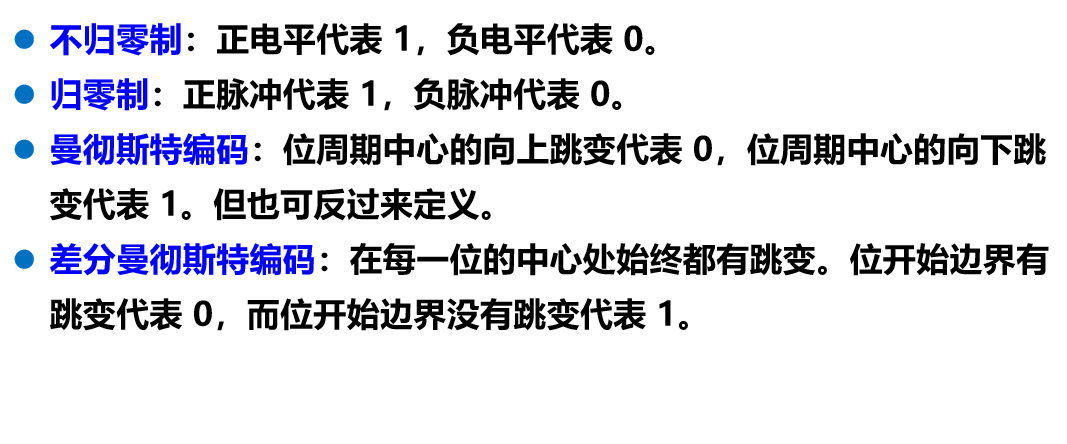 ● 不归零制：正电平代表 1，负电平代表 0。
● 归零制：正脉冲代表 1，负脉冲代表 0。
● 曼彻斯特编码：位周期中心的向上跳变代表 0，位周期中心的向下跳
变代表 1。但也可反过来定义。
● 差分曼彻斯特编码：在每一位的中心处始终都有跳变。位开始边界有
跳变代表 0，而位开始边界没有跳变代表 1。